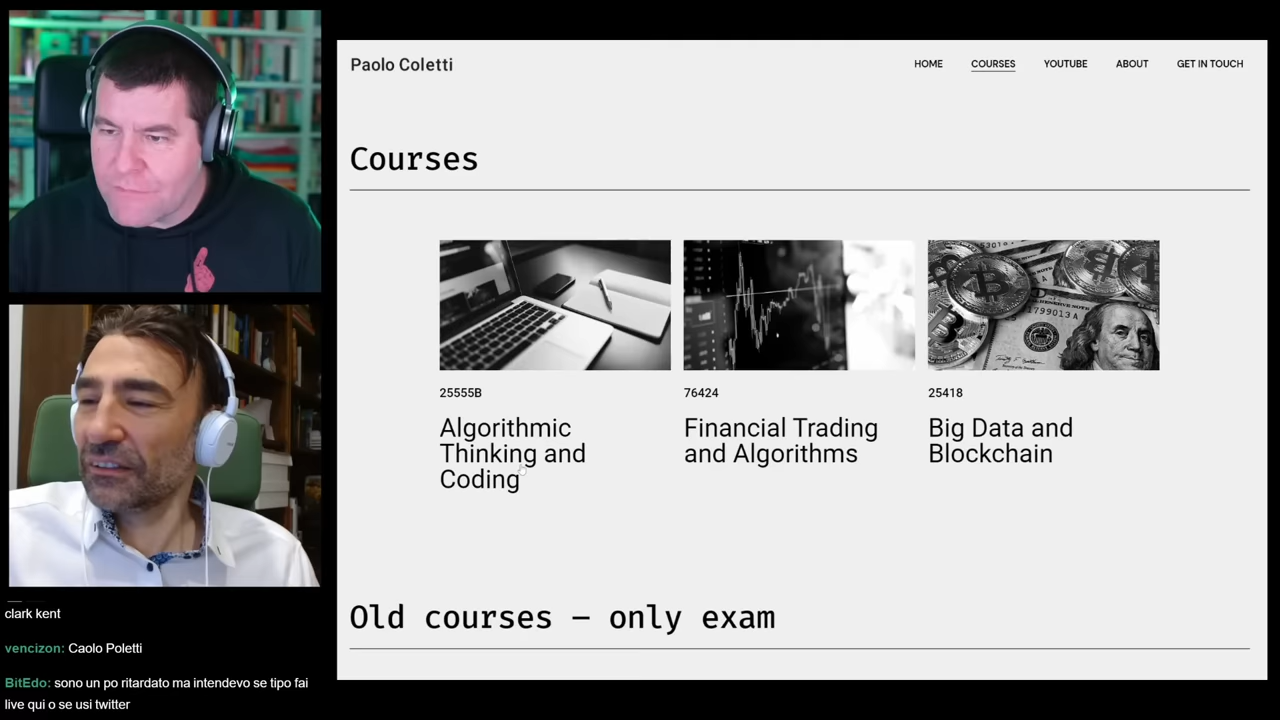 Paolo Coletti
HOME
COURSES
YOUTUBE
ABOUT
GET IN TOUCH
Courses
25555B
Algorithmic
Thinking and
Coding
76424
Financial Trading
and Algorithms
25418
Big Data and
Blockchain
Old courses – only exam
clark kent
vencizon: Caolo Poletti
BitEdo: sono un po ritardato ma intendevo se tipo fai
live qui o se usi twitter